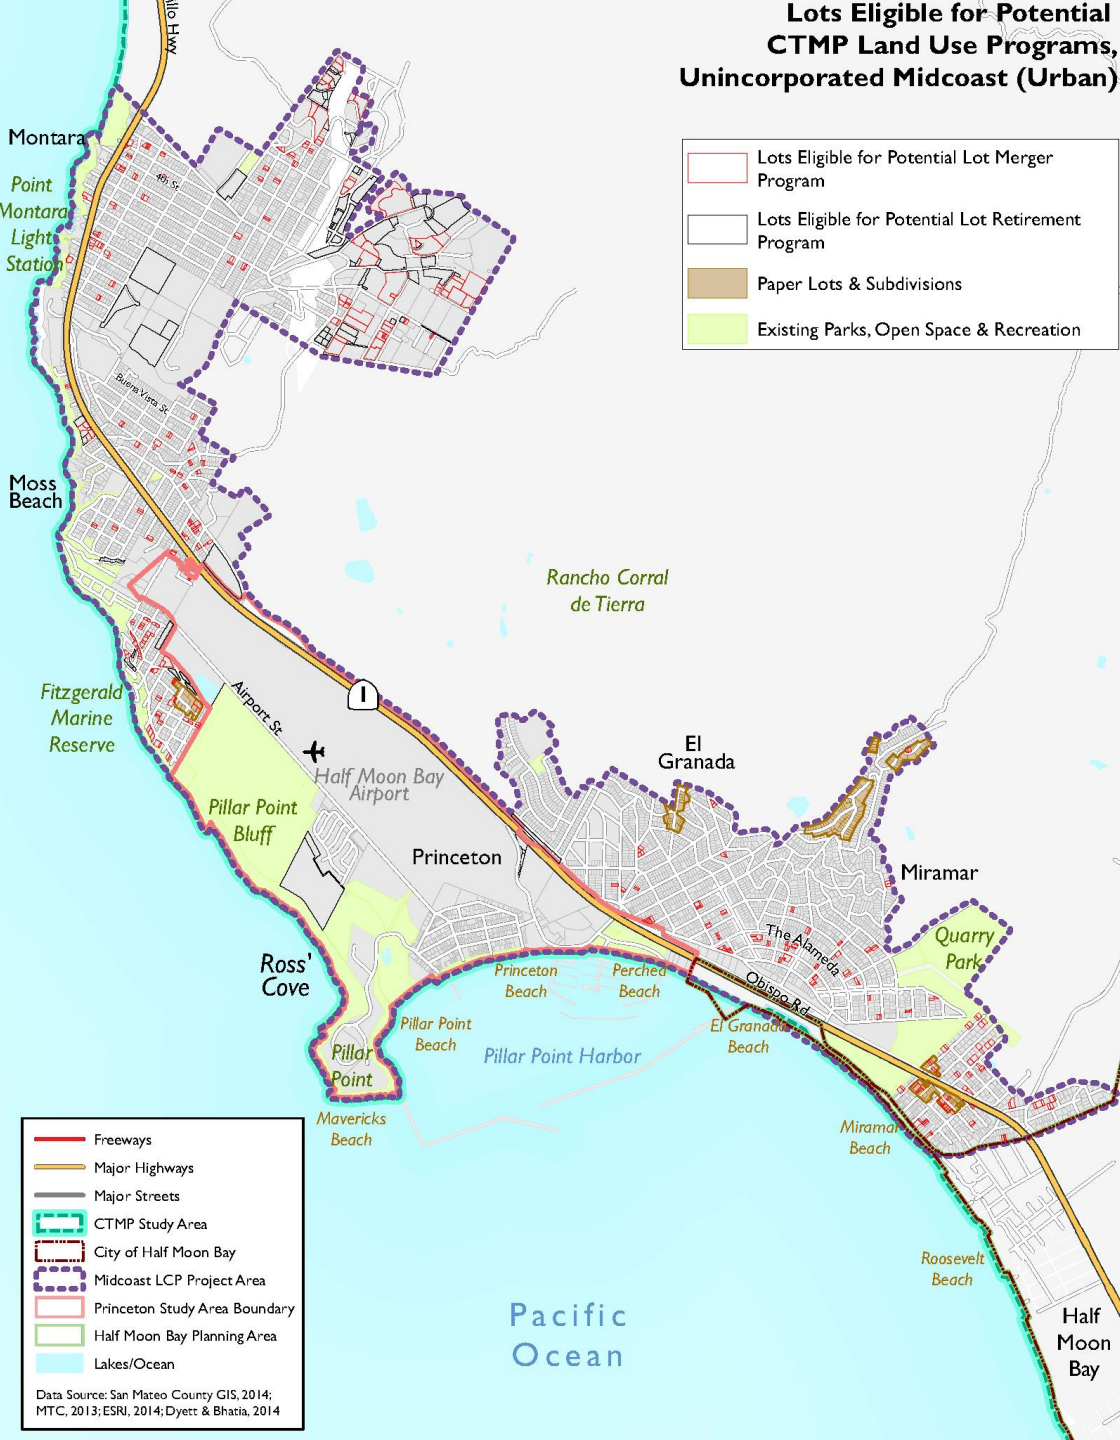 illo Hwy
Lots Eligible for Potential
CTMP Land Use Programs,
Unincorporated Midcoast (Urban)
Lots Eligible for Potential Lot Merger
Program
Lots Eligible for Potential Lot Retirement
Program
Paper Lots & Subdivisions
Existing Parks, Open Space & Recreation
Montara
Point
Montara
Light
Station
4th St
Buena Vista St
Moss
Beach
Rancho Corral
de Tierra
Fitzgerald
Marine
Reserve
Airport St
1
Half Moon Bay
Airport
El
Granada
Pillar Point
Bluff
Princeton
Miramar
The Alameda
Quarry
Park
Ross'
Cove
Princeton
Beach
Perched
Beach
Obispo Rd
Pillar Point
Beach
El Granada
Beach
Pillar Point Harbor
Pillar
Point
Mavericks
Beach
Miramar
Beach
Roosevelt
Beach
Pacific
Ocean
Half
Moon
Bay
Freeways
Major Highways
Major Streets
CTMP Study Area
City of Half Moon Bay
Midcoast LCP Project Area
Princeton Study Area Boundary
Half Moon Bay Planning Area
Lakes/Ocean
Data Source: San Mateo County GIS, 2014;
MTC, 2013; ESRI, 2014; Dyett & Bhatia, 2014